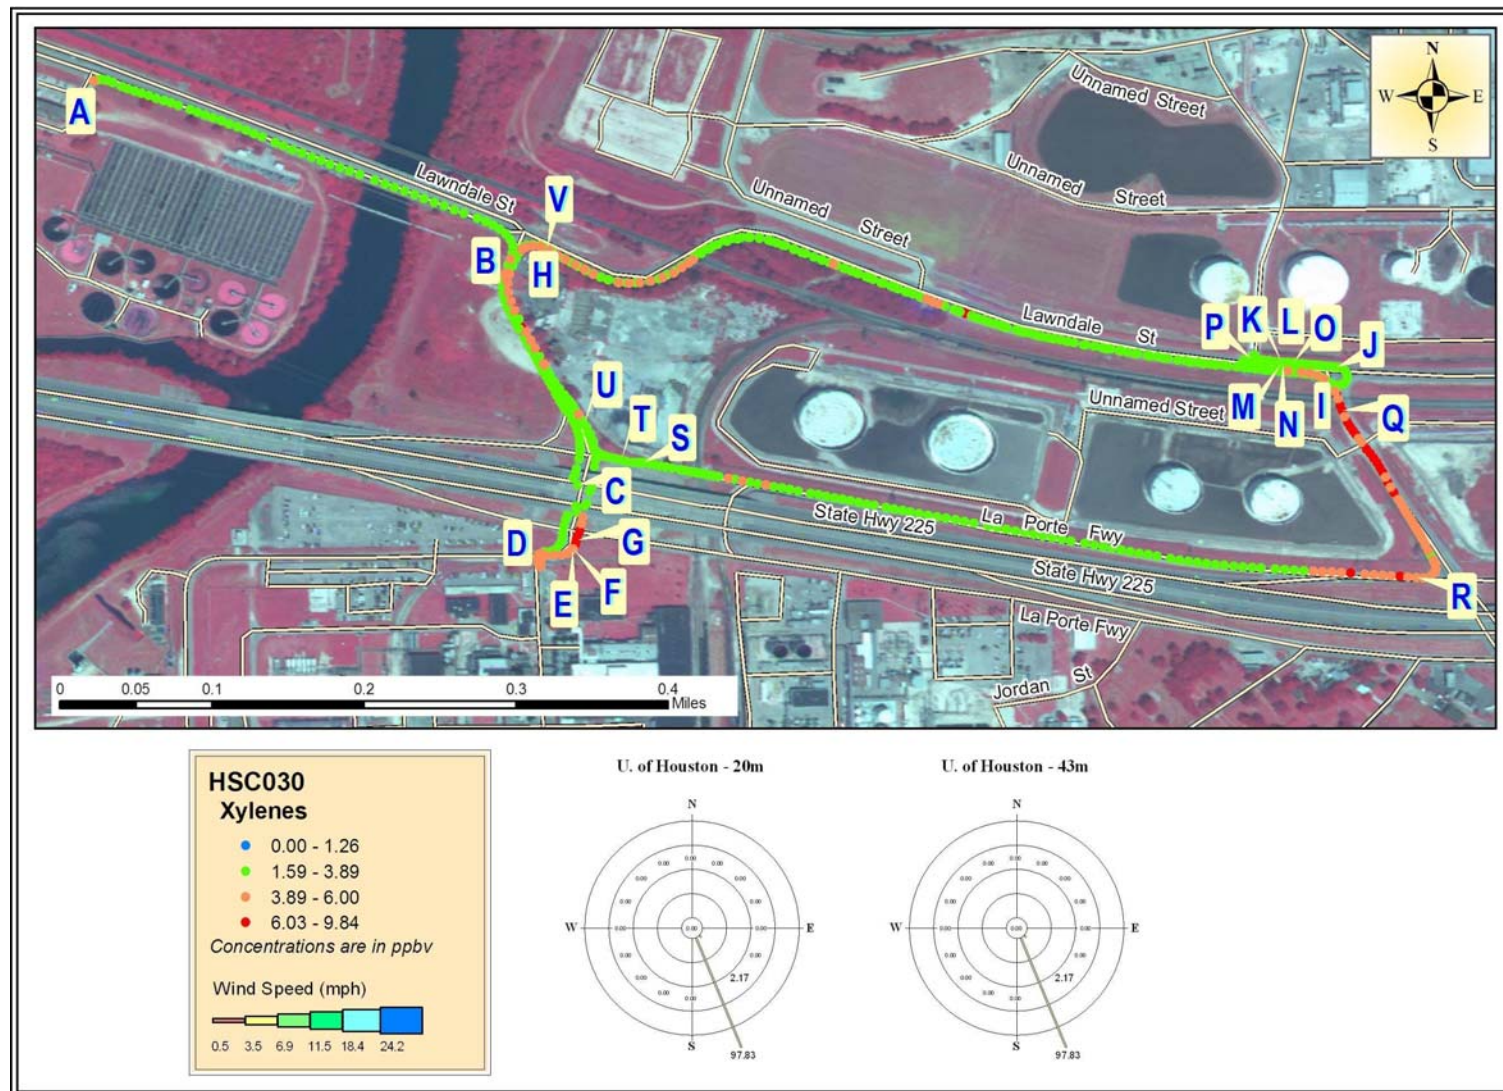 N
W E
S
A
Lawndale St
V
B
H
Unnamed Street
Unnamed Street
Unnamed Street
Lawndale St
P
K
L
O
J
M
N
I
Q
Unnamed Street
U
T
S
C
State Hwy 225
La Porte Fwy
D
G
E
F
State Hwy 225
R
La Porte Fwy
Jordan St
0 0.05 0.1 0.2 0.3 0.4
Miles
HSC030
Xylenes
0.00 - 1.26
1.59 - 3.89
3.89 - 6.00
6.03 - 9.84
Concentrations are in ppbv
Wind Speed (mph)
0.5 3.5 6.9 11.5 18.4 24.2
U. of Houston - 20m
N
W
E
S
2.17
97.83
U. of Houston - 43m
N
W
E
S
2.17
97.83